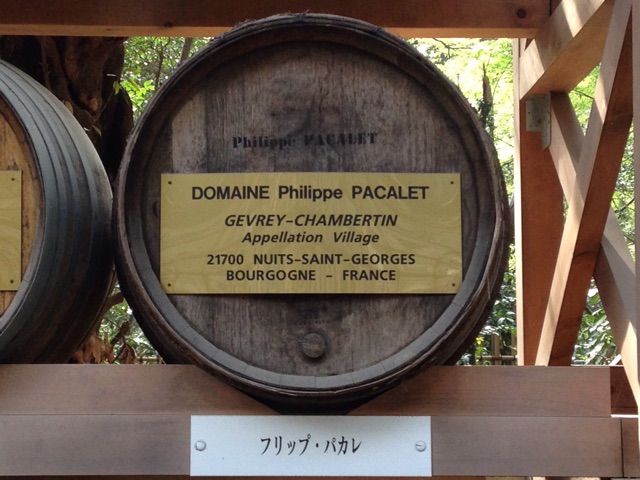 Philippe PACALET
DOMAINE Philippe PACALET
GEVREY-CHAMBERTIN
Appellation Village
21700 NUITS-SAINT-GEORGES
BOURGOGNE - FRANCE
フリップ・パカレ